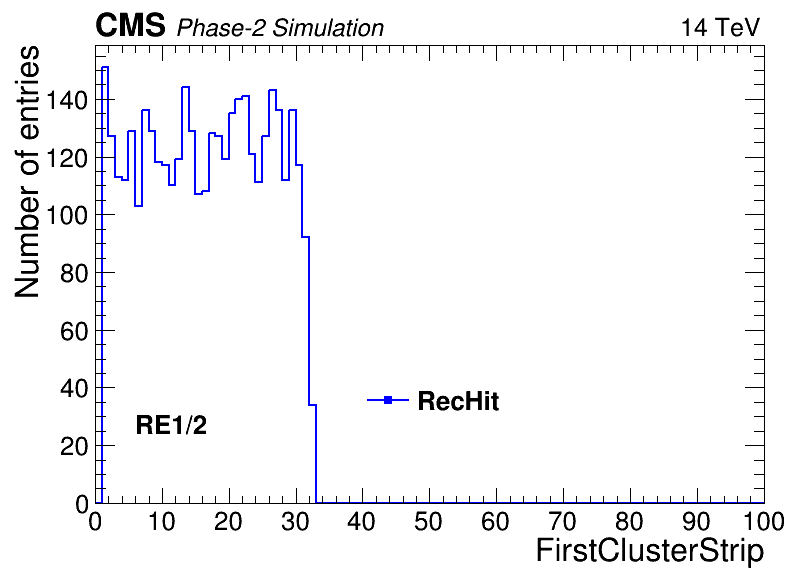 CMS Phase-2 Simulation 14 TeV
Number of entries
140
120
100
80
60
40
20
0
RE1/2
RecHit
0 10 20 30 40 50 60 70 80 90 100
FirstClusterStrip